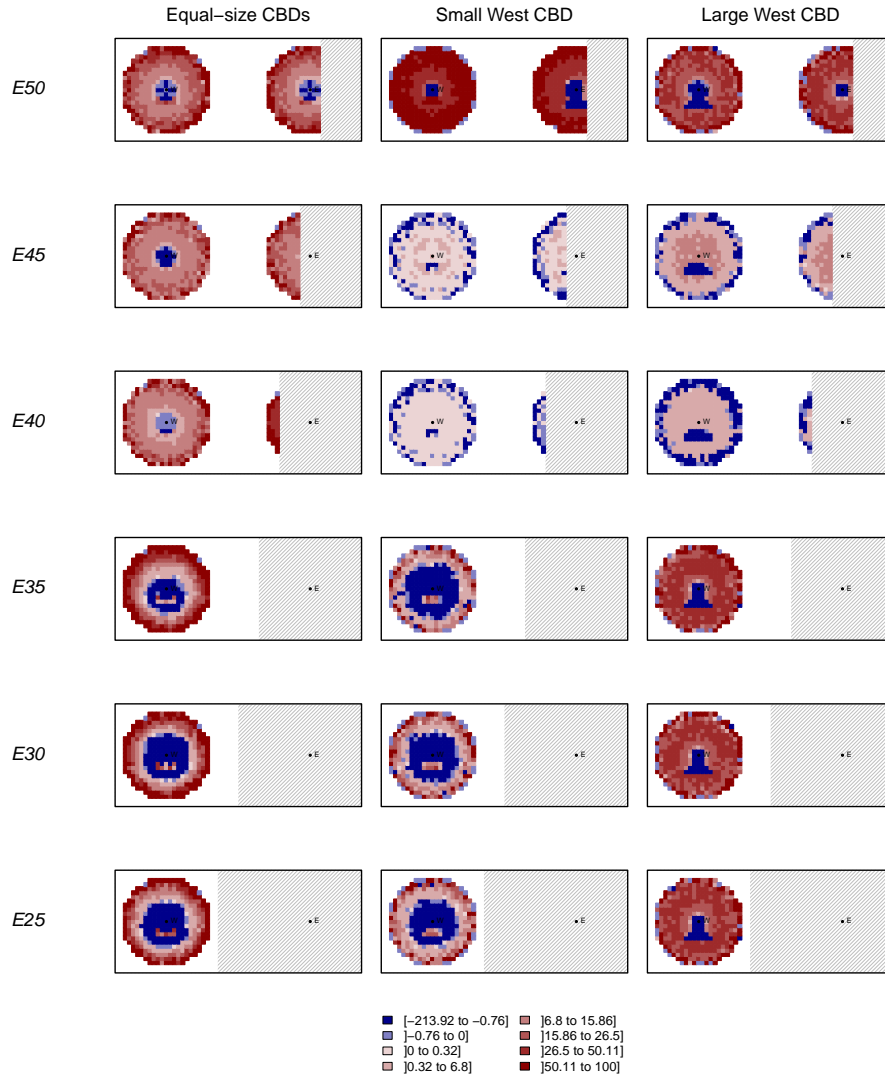 Equal−size CBDs Small West CBD Large West CBD
E50
W
E
W
E
E45
W
E
W
E
E40
W
E
W
E
W
E
E35
E
E
W
E
E30
E
E
W
E
E25
E
E
W
E
[−213.92 to −0.76] ]6.8 to 15.86]
]−0.76 to 0] ]15.86 to 26.5]
]0 to 0.32] ]26.5 to 50.11]
]0.32 to 6.8] ]50.11 to 100]